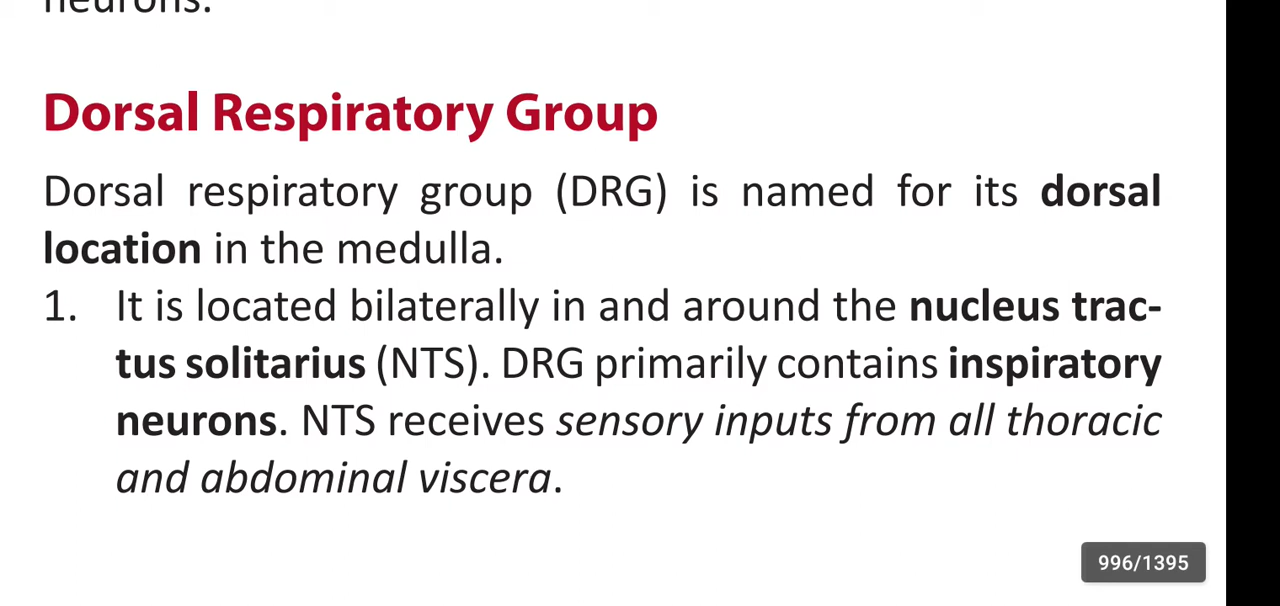 neurons.
Dorsal Respiratory Group
Dorsal respiratory group (DRG) is named for its dorsal
location in the medulla.
1. It is located bilaterally in and around the nucleus trac-
tus solitarius (NTS). DRG primarily contains inspiratory
neurons. NTS receives sensory inputs from all thoracic
and abdominal viscera.
996/1395